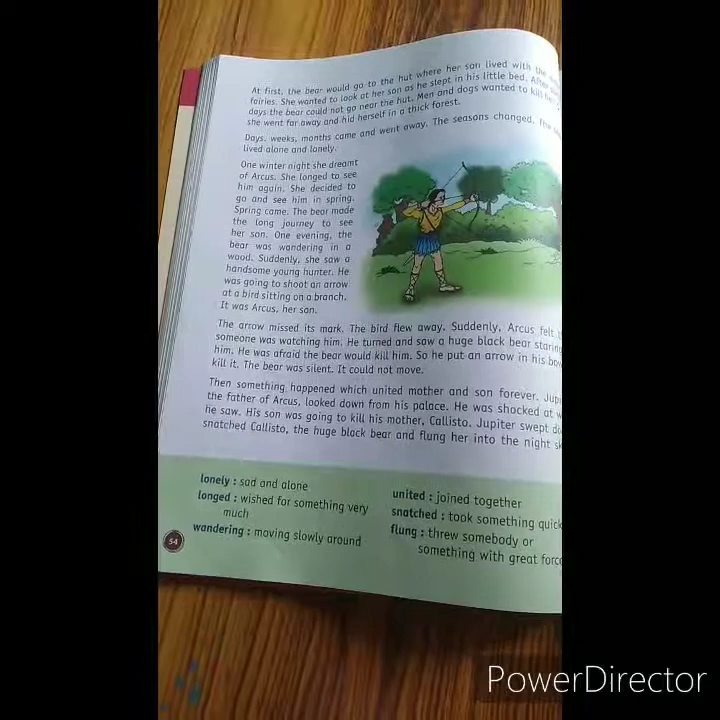 At first, the bear would go to the hut where her son lived with the
fairies. She wanted to look at her son as he slept in his little bed. After
days the bear could not go near the hut. Men and dogs wanted to kill her.
she went far away and hid herself in a thick forest.
Days, weeks, months came and went away. The seasons changed. The
lived alone and lonely.
One winter night she dreamt
of Arcus. She longed to see
him again. She decided to
go and see him in spring.
Spring came. The bear made
the long journey to see
her son. One evening, the
bear was wandering in a
wood. Suddenly, she saw a
handsome young hunter. He
was going to shoot an arrow
at a bird sitting on a branch.
It was Arcus, her son.
The arrow missed its mark. The bird flew away. Suddenly, Arcus felt
someone was watching him. He turned and saw a huge black bear staring
him. He was afraid the bear would kill him. So he put an arrow in his bow
kill it. The bear was silent. It could not move.
Then something happened which united mother and son forever.
the father of Arcus, looked down from his palace. He was shocked at
he saw. His son was going to kill his mother, Callisto. Jupiter swept
snatched Callisto, the huge black bear and flung her into the night
lonely : sad and alone
longed : wished for something very
much
wandering : moving slowly around
united : joined together
snatched : took something quick
flung : threw somebody or
something with great force
54
PowerDirector